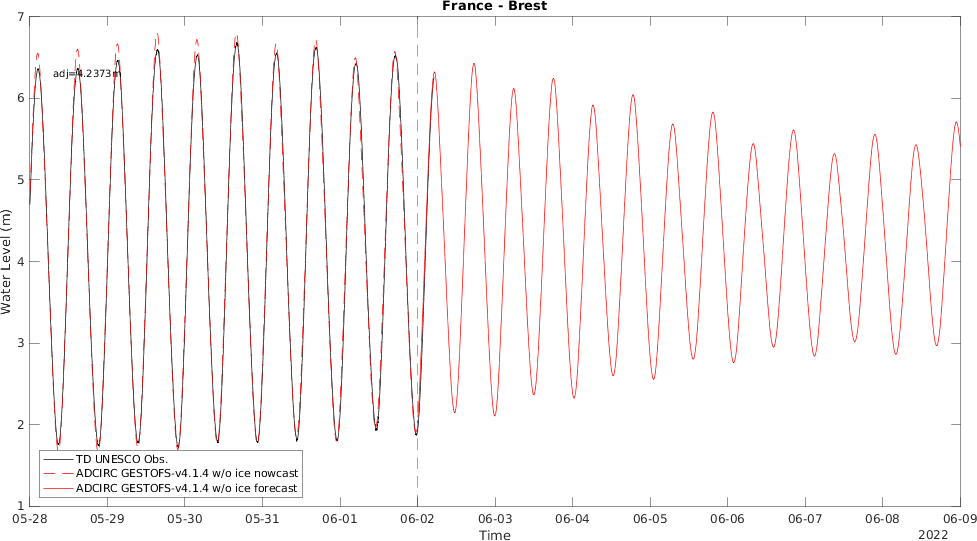 France - Brest
7
6
5
4
3
2
1
Water Level (m)
adj=4.2373m
TD UNESCO Obs.
ADCIRC GESTOFS-v4.1.4 w/o ice nowcast
ADCIRC GESTOFS-v4.1.4 w/o ice forecast
05-28 05-29 05-30 05-31 06-01 06-02 06-03 06-04 06-05 06-06 06-07 06-08 06-09
Time
2022